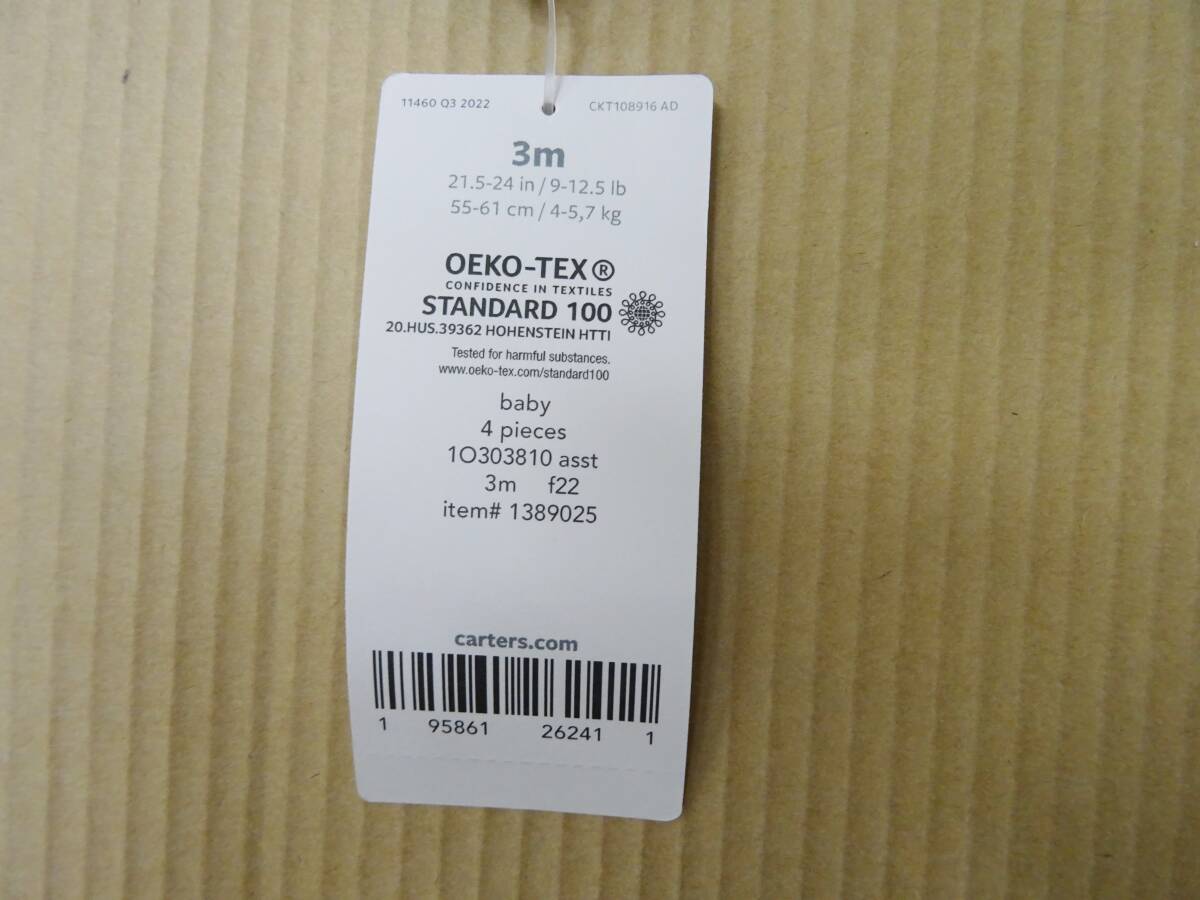 11460 Q3 2022 CKT108916 AD
3m
21.5-24 in / 9-12.5 lb
55-61 cm / 4-5,7 kg
OEKO-TEX®
CONFIDENCE IN TEXTILES
STANDARD 100
20.HUS.39362 HOHENSTEIN HTTI
Tested for harmful substances.
www.oeko-tex.com/standard100
baby
4 pieces
1O303810 asst
3m f22
item# 1389025
carters.com
1 95861 26241 1